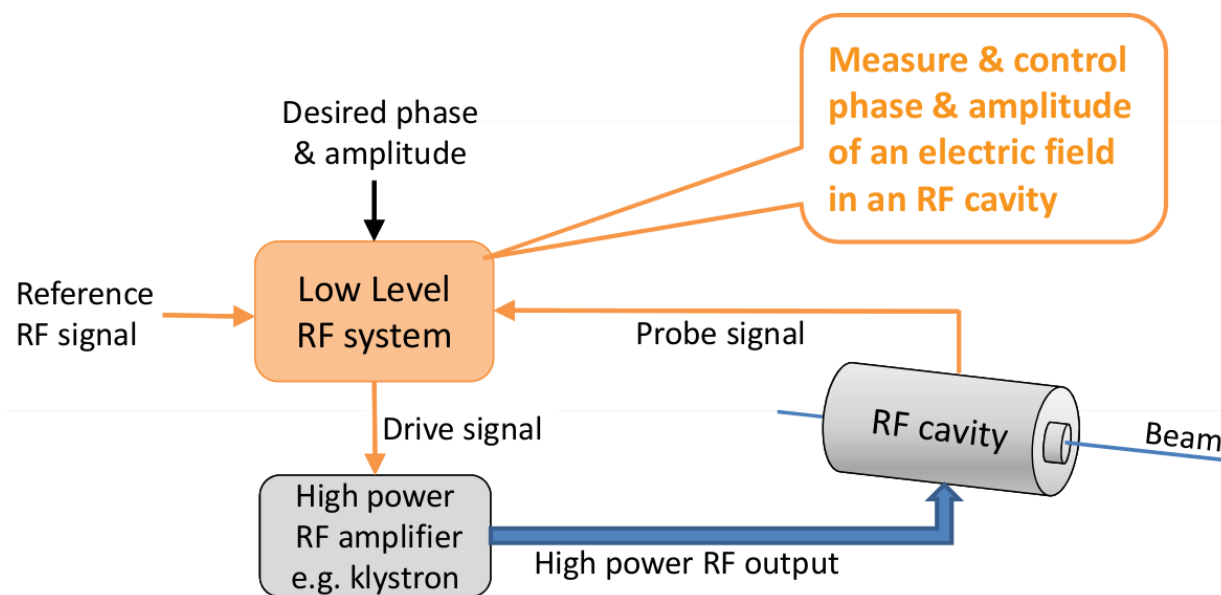 Measure & control
phase & amplitude
of an electric field
in an RF cavity
Desired phase
& amplitude
Low Level
RF system
Reference
RF signal
Probe signal
RF cavity
Beam
Drive signal
High power
RF amplifier
e.g. klystron
High power RF output